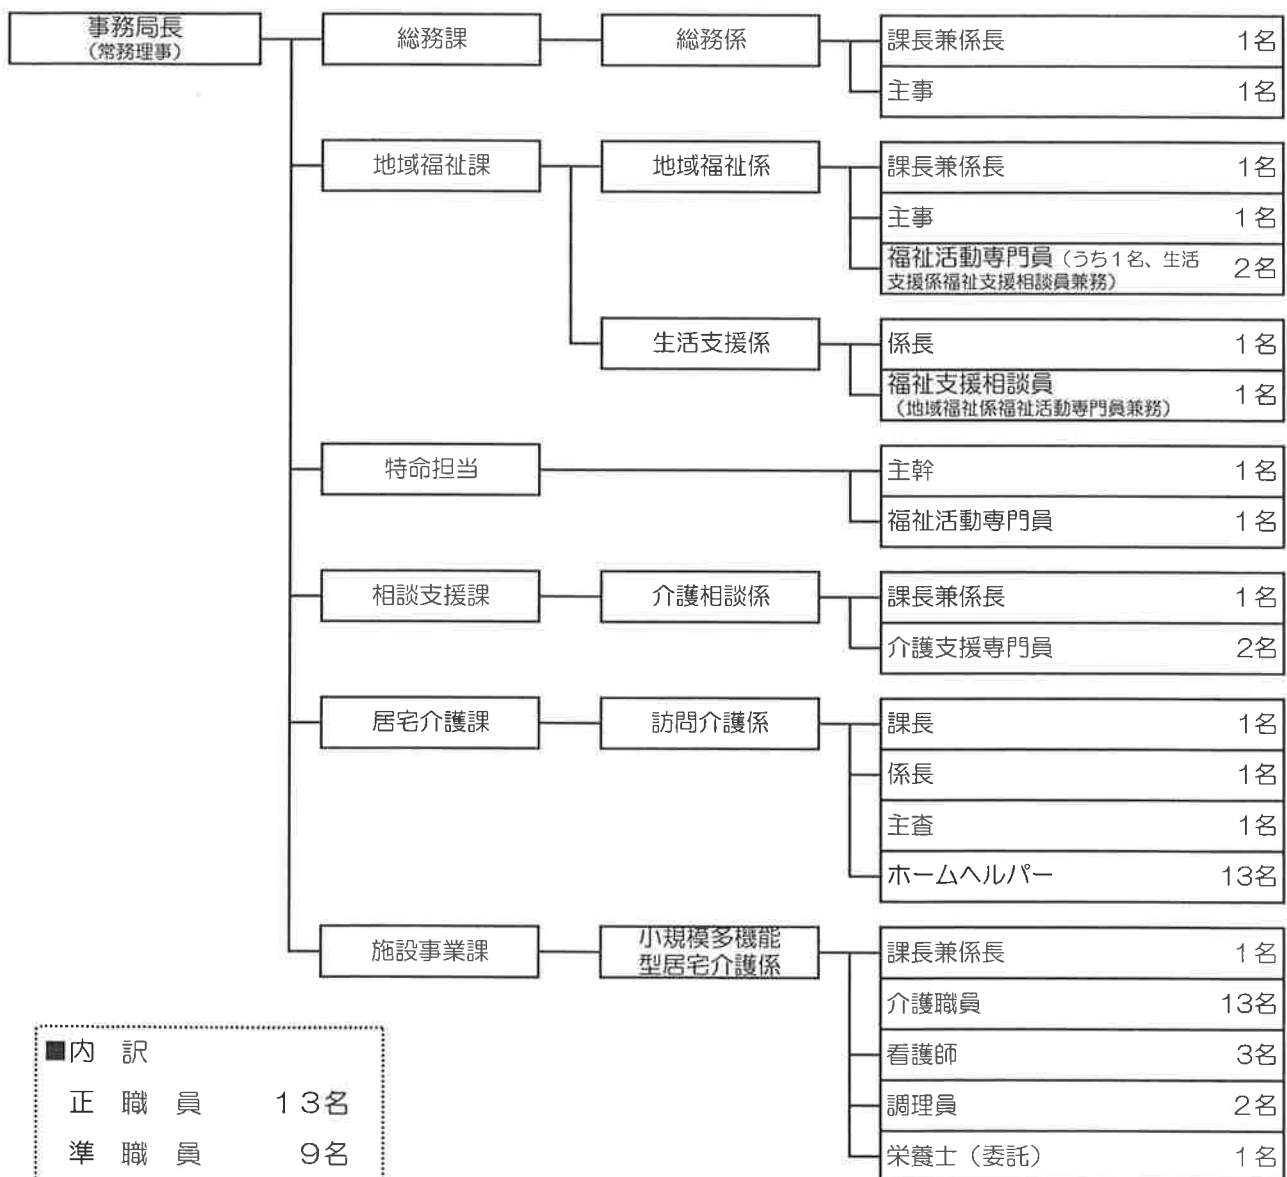 事務局長
(常務理事)
総務課
総務係
課長兼係長 1名
主事 1名
地域福祉課
地域福祉係
課長兼係長 1名
主事 1名
福祉活動専門員(うち1名、生活
支援係福祉支援相談員兼務) 2名
生活支援係
係長 1名
福祉支援相談員
(地域福祉係福祉活動専門員兼務) 1名
特命担当
主幹 1名
福祉活動専門員 1名
相談支援課
介護相談係
課長兼係長 1名
介護支援専門員 2名
居宅介護課
訪問介護係
課長 1名
係長 1名
主査 1名
ホームヘルパー 13名
施設事業課
小規模多機能
型居宅介護係
課長兼係長 1名
介護職員 13名
看護師 3名
調理員 2名
栄養士(委託) 1名
■内 訳
正 職 員 13名
準 職 員 9名